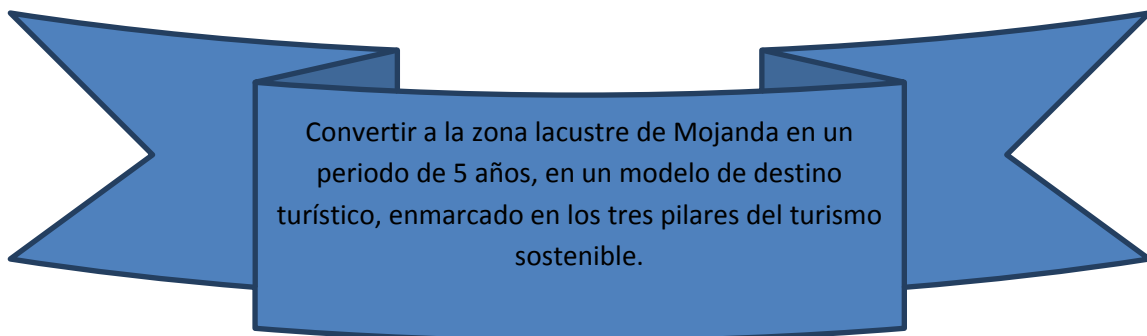 Convertir a la zona lacustre de Mojanda en un
periodo de 5 años, en un modelo de destino
turístico, enmarcado en los tres pilares del turismo
sostenible.